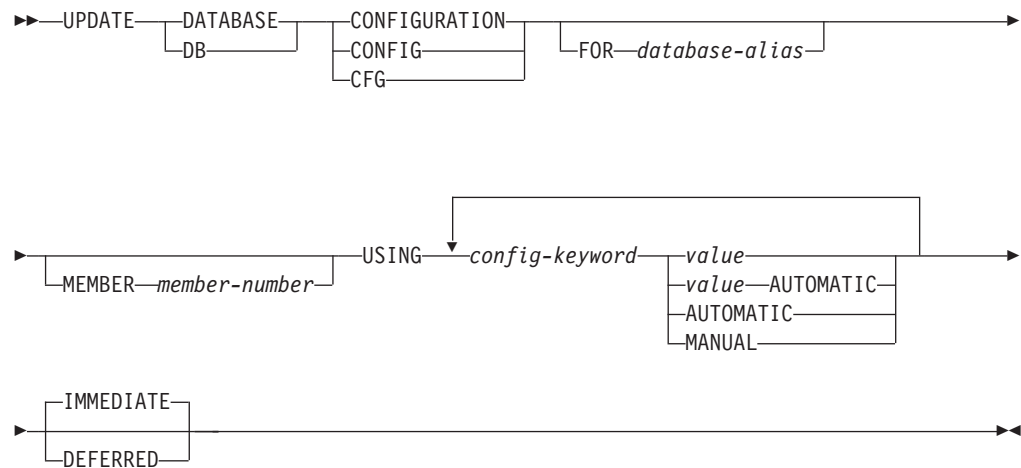 UPDATE DATABASE CONFIGURATION
DB CONFIG FOR database-alias
CFG
USING config-keyword value
MEMBER member-number value AUTOMATIC
AUTOMATIC
MANUAL
IMMEDIATE
DEFERRED